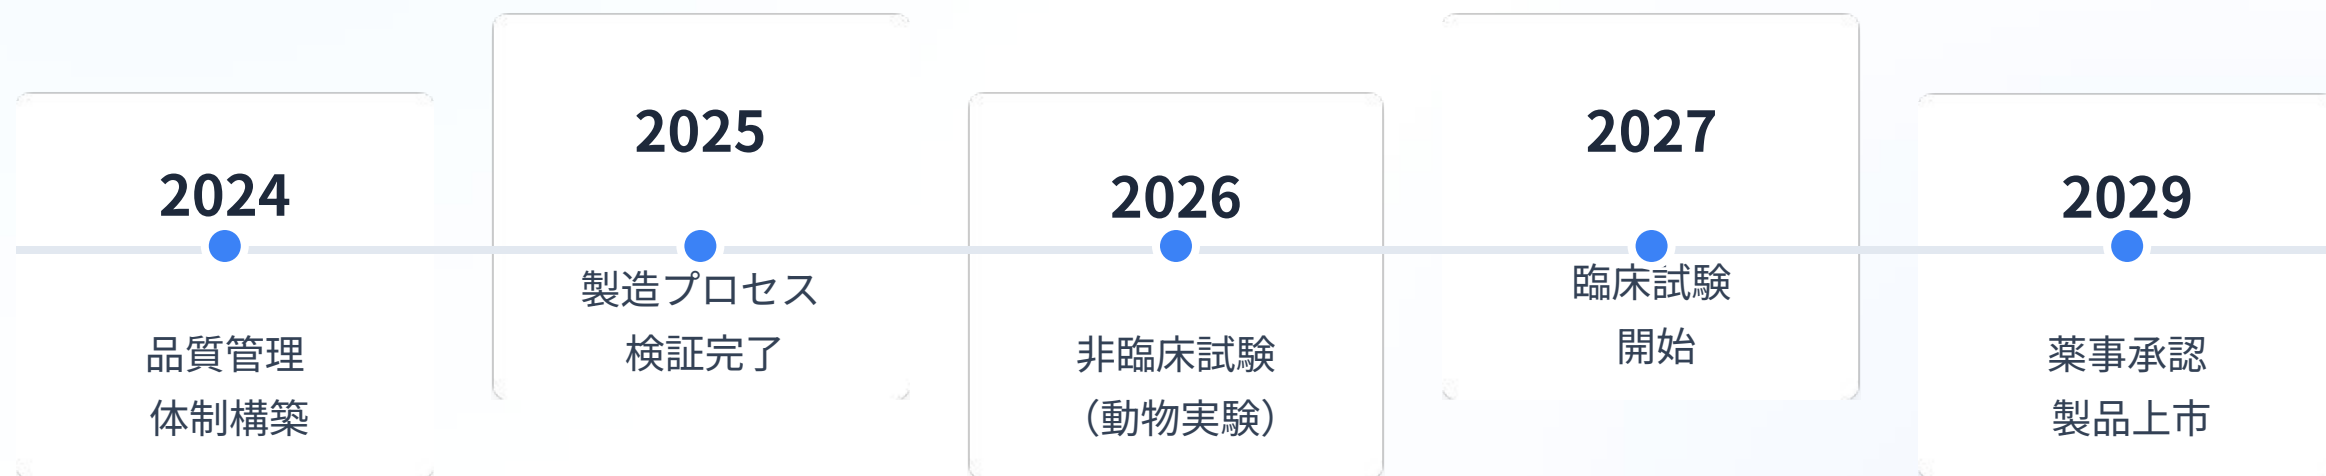 2024
品質管理
体制構築
2025
製造プロセス
検証完了
2026
非臨床試験
（動物実験）
2027
臨床試験
開始
2029
薬事承認
製品上市